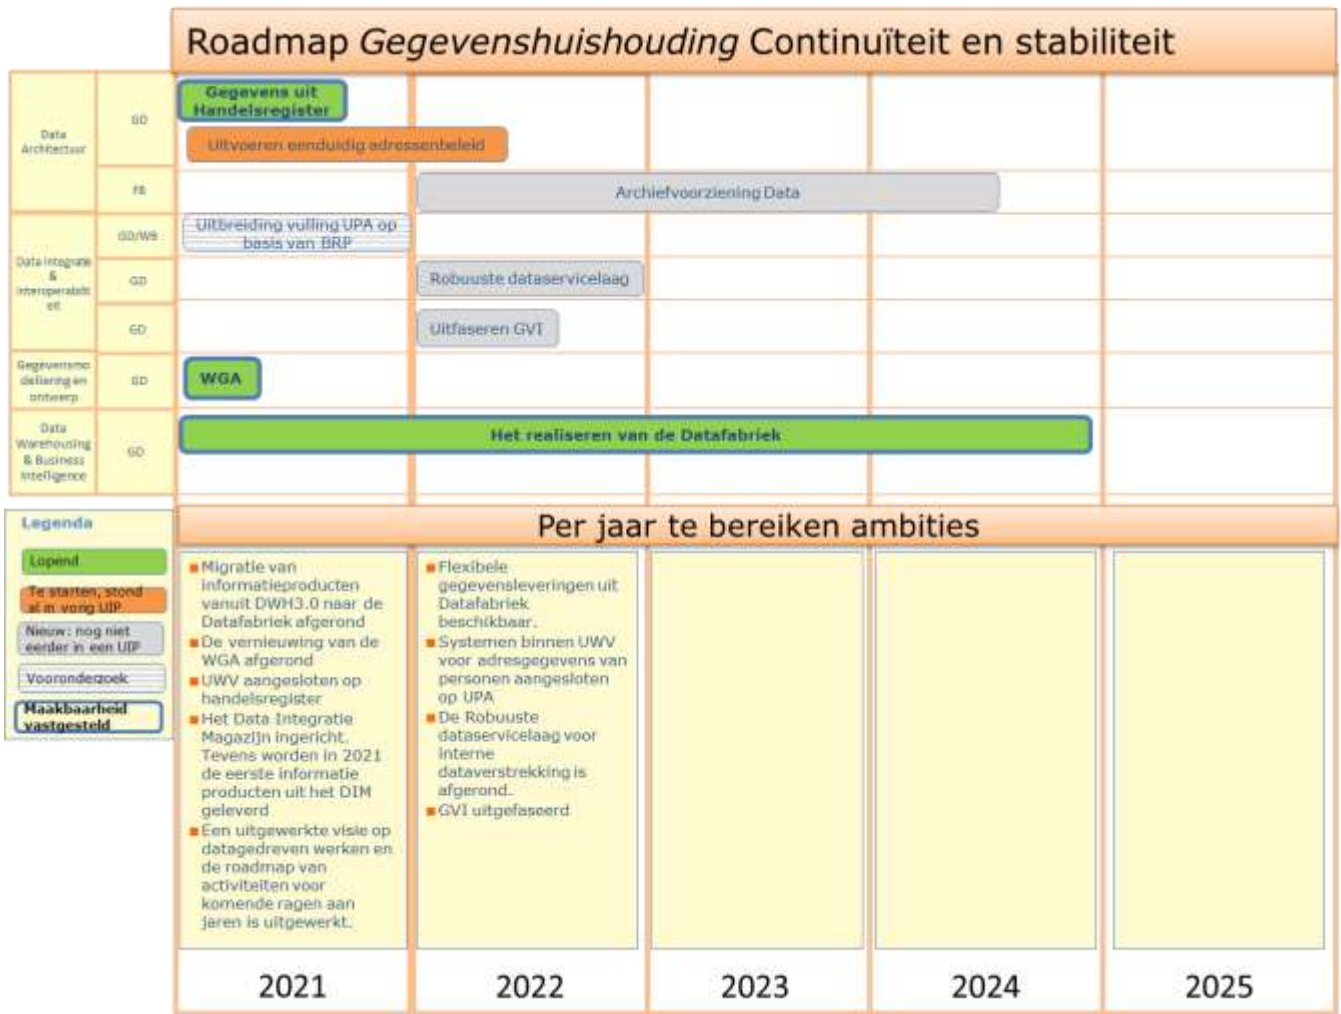 Roadmap Gegevenshuishouding Continuïteit en stabiliteit
Data
Architectuur
GD
Gegevens uit
Handelsregister
Uitvoeren eenduidig adressenbeleid
FB
Archiefvoorziening Data
Data Integratie
&
Interoperabilit
eit
GD/WB
Uitbreiding vulling UPA op
basis van BRP
GD
Robuuste dataservicelaag
GD
Uitfaseren GVI
Gegevensmo
dellering en
ontwerp
GD
WGA
Data
Warehousing
& Business
Intelligence
GD
Het realiseren van de Datafabriek
Legenda
Lopend
Te starten, stond
al in vorig UIP
Nieuw: nog niet
eerder in een UIP
Vooronderzoek
Maakbaarheid
vastgesteld
Per jaar te bereiken ambities
Migratie van
informatieproducten
vanuit DWH3.0 naar de
Datafabriek afgerond
De vernieuwing van de
WGA afgerond
UWV aangesloten op
handelsregister
Het Data Integratie
Magazijn ingericht.
Tevens worden in 2021
de eerste informatie
producten uit het DIM
geleverd
Een uitgewerkte visie op
datagedreven werken en
de roadmap van
activiteiten voor
komende ragen aan
jaren is uitgewerkt.
Flexibele
gegevensleveringen uit
Datafabriek
beschikbaar.
Systemen binnen UWV
voor adresgegevens van
personen aangesloten
op UPA
De Robuuste
dataservicelaag voor
interne
dataverstrekking is
afgerond.
GVI uitgefaseerd
2021
2022
2023
2024
2025